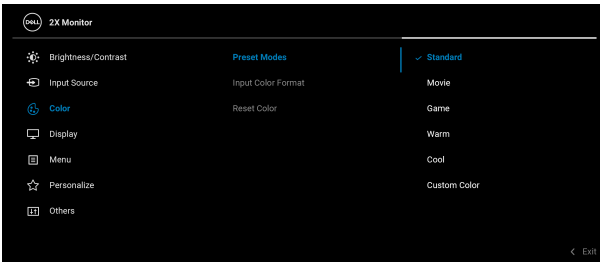 DELL 2X Monitor
Brightness/Contrast Preset Modes Standard
Input Source Input Color Format Movie
Color Reset Color Game
Display Warm
Menu Cool
Personalize Custom Color
Others
Exit